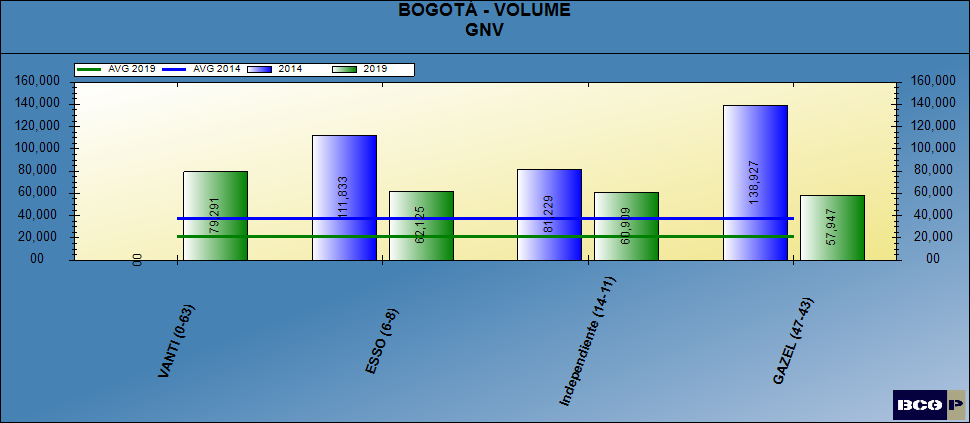 BOGOTÁ - VOLUME
GNV
AVG 2019 AVG 2014 2014 2019
160,000 160,000
140,000 140,000
120,000 120,000
100,000 100,000
80,000 80,000
60,000 60,000
40,000 40,000
20,000 20,000
00 00
00
79,291
111,833
62,125
81,229
60,909
138,927
57,947
VANTI (0-63)
ESSO (6-8)
Independiente (14-11)
GAZEL (47-43)
BCG P